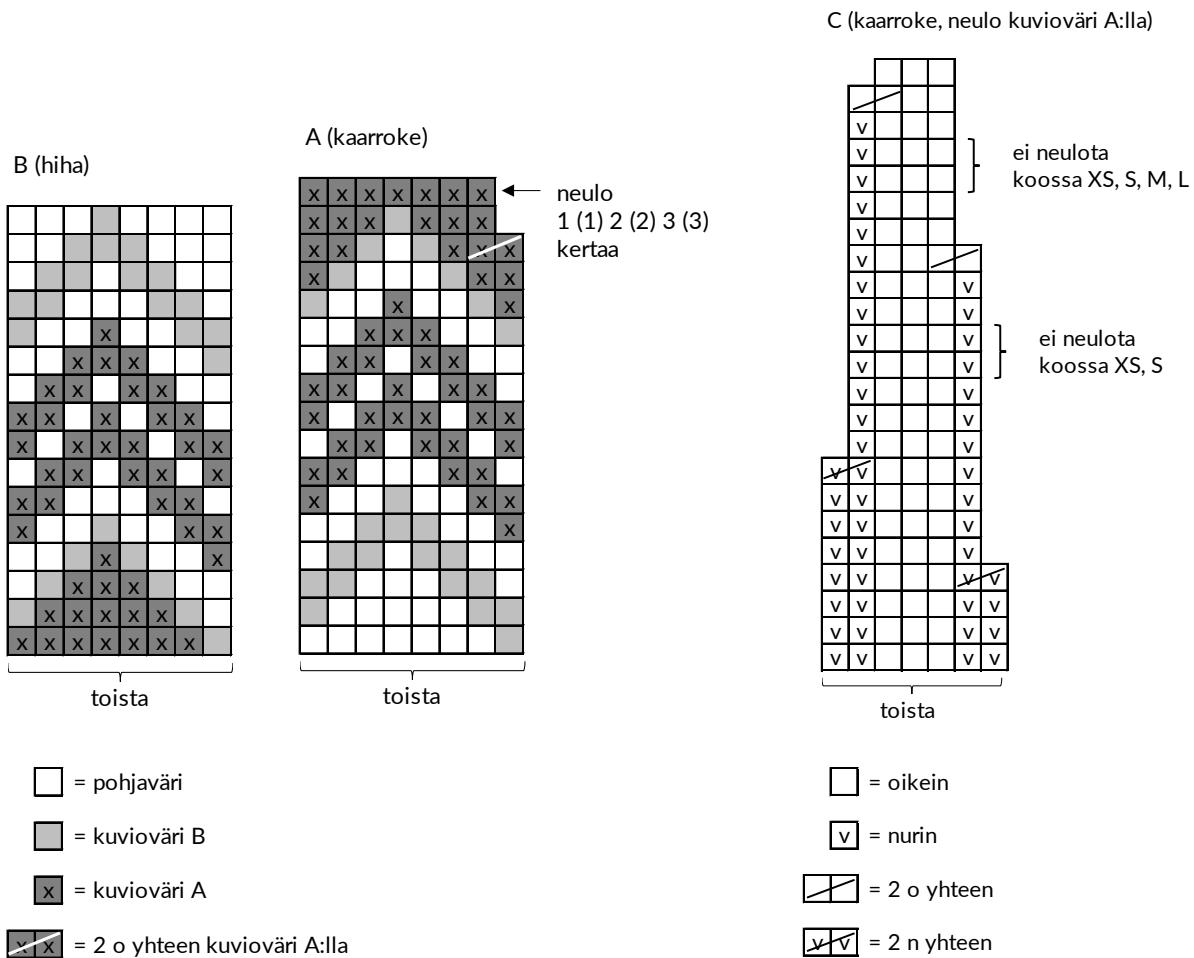 C (kaarroke, neulo kuvioväri A:lla)
A (kaarroke)
B (hiha)
neulo
1 (1) 2 (2) 3 (3)
kertaa
ei neulota
koossa XS, S, M, L
ei neulota
koossa XS, S
toista
toista
toista
= pohjaväri
= kuvioväri B
x = kuvioväri A
x x = 2 o yhteen kuvioväri A:lla
= oikein
v = nurin
= 2 o yhteen
v v = 2 n yhteen